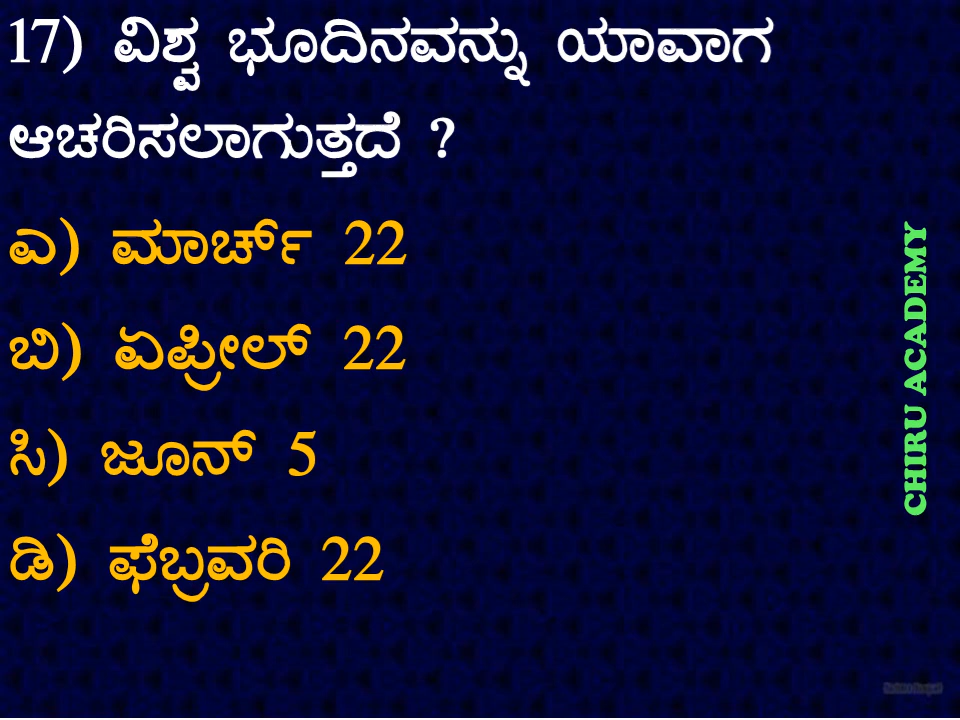 17) ವಿಶ್ವ ಭೂದಿನವನ್ನು ಯಾವಾಗ
ಆಚರಿಸಲಾಗುತ್ತದೆ ?
ಎ) ಮಾರ್ಚ್ 22
ಬಿ) ಏಪ್ರೀಲ್ 22
ಸಿ) ಜೂನ್ 5
ಡಿ) ಫೆಬ್ರವರಿ 22
CHIRU ACADEMY